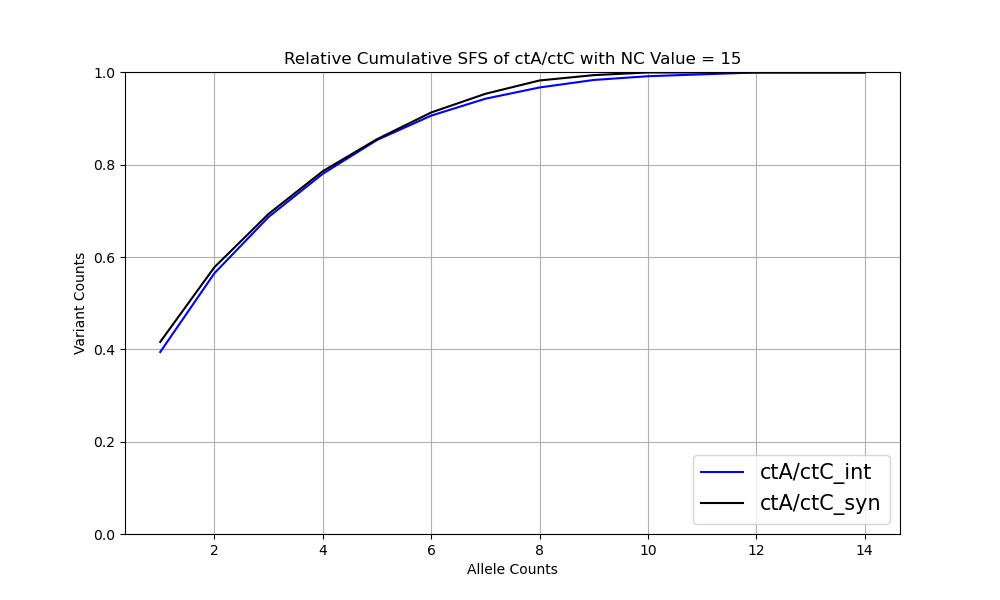 Relative Cumulative SFS of ctA/ctC with NC Value = 15
1.0
0.8
0.6
0.4
0.2
0.0
Variant Counts
2 4 6 8 10 12 14
Allele Counts
ctA/ctC_int
ctA/ctC_syn